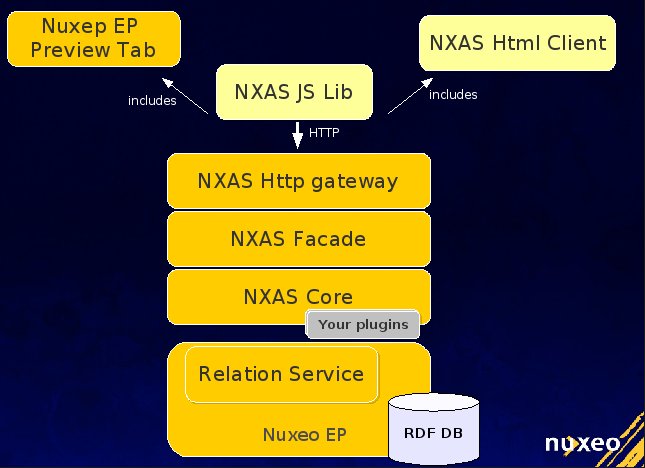 Nuxep EP
Preview Tab
NXAS Html Client
NXAS JS Lib
includes
includes
HTTP
NXAS Http gateway
NXAS Facade
NXAS Core
Your plugins
Relation Service
Nuxeo EP
RDF DB
nuxeo